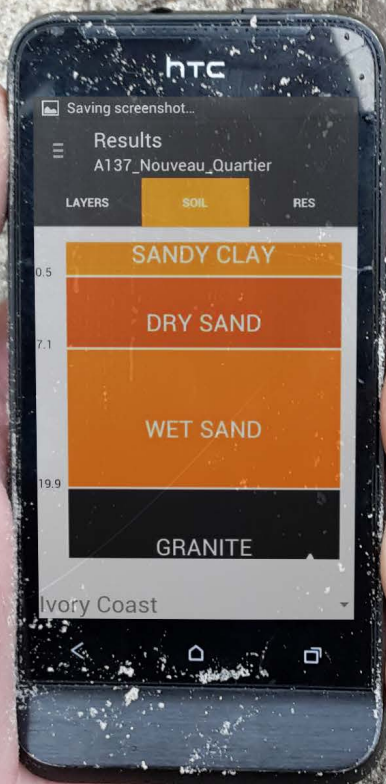 hTC
Saving screenshot...
Results
A137_Nouveau_Quartier
LAYERS SOIL RES
SANDY CLAY
0.5
DRY SAND
7.1
WET SAND
19.9
GRANITE
Ivory Coast